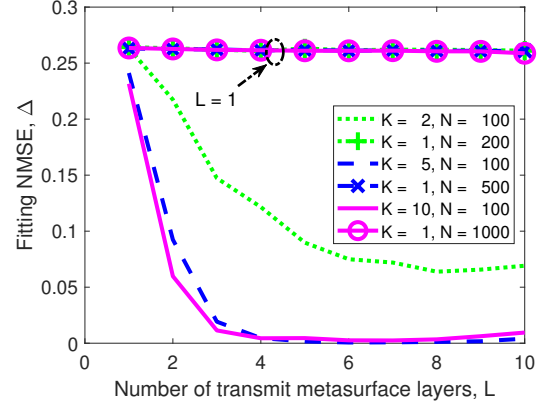 0.3
0.25
0.2
0.15
0.1
0.05
0
Fitting NMSE, Δ
L = 1
K = 2, N = 100
K = 1, N = 200
K = 5, N = 100
K = 1, N = 500
K = 10, N = 100
K = 1, N = 1000
0 2 4 6 8 10
Number of transmit metasurface layers, L